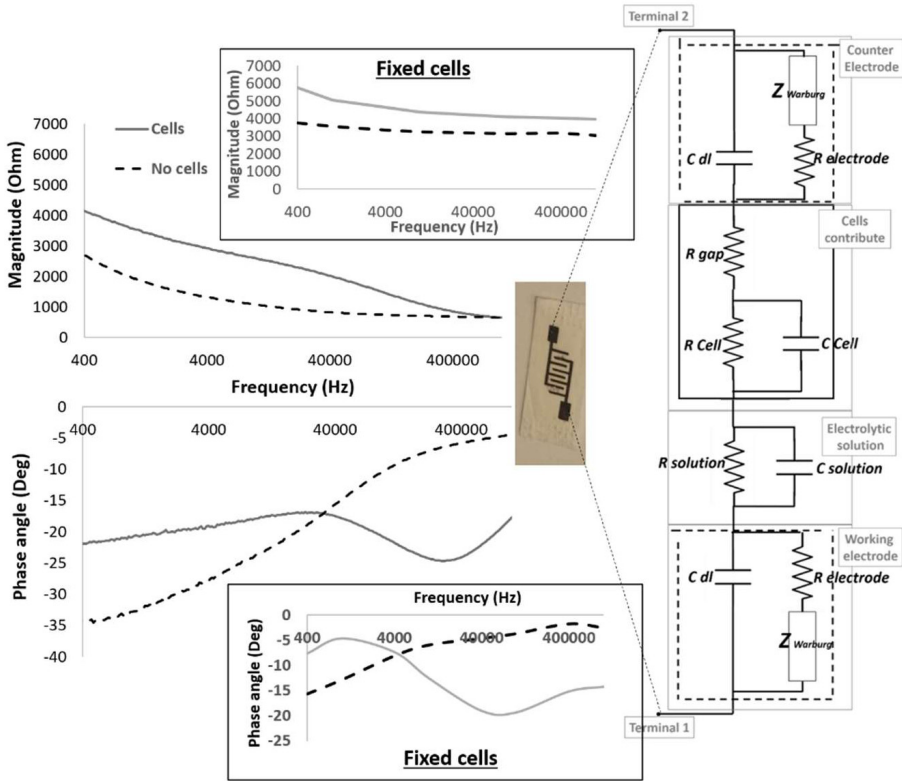 Fixed cells
Magnitude (Ohm)
7000
6000
5000
4000
3000
2000
1000
0
400
4000
40000
400000
Frequency (Hz)
Cells
No cells
Magnitude (Ohm)
7000
6000
5000
4000
3000
2000
1000
0
400
4000
40000
400000
Frequency (Hz)
Phase angle (Deg)
0
-5
-10
-15
-20
-25
-30
-35
-40
400
4000
40000
400000
Frequency (Hz)
Phase angle (Deg)
0
-5
-10
-15
-20
-25
400
4000
40000
400000
Fixed cells
Terminal 2
Counter
Electrode
Z Warburg
C dl
R electrode
Cells
contribute
R gap
R Cell
C Cell
Electrolytic
solution
R solution
C solution
Working
electrode
C dl
R electrode
Z Warburg
Terminal 1